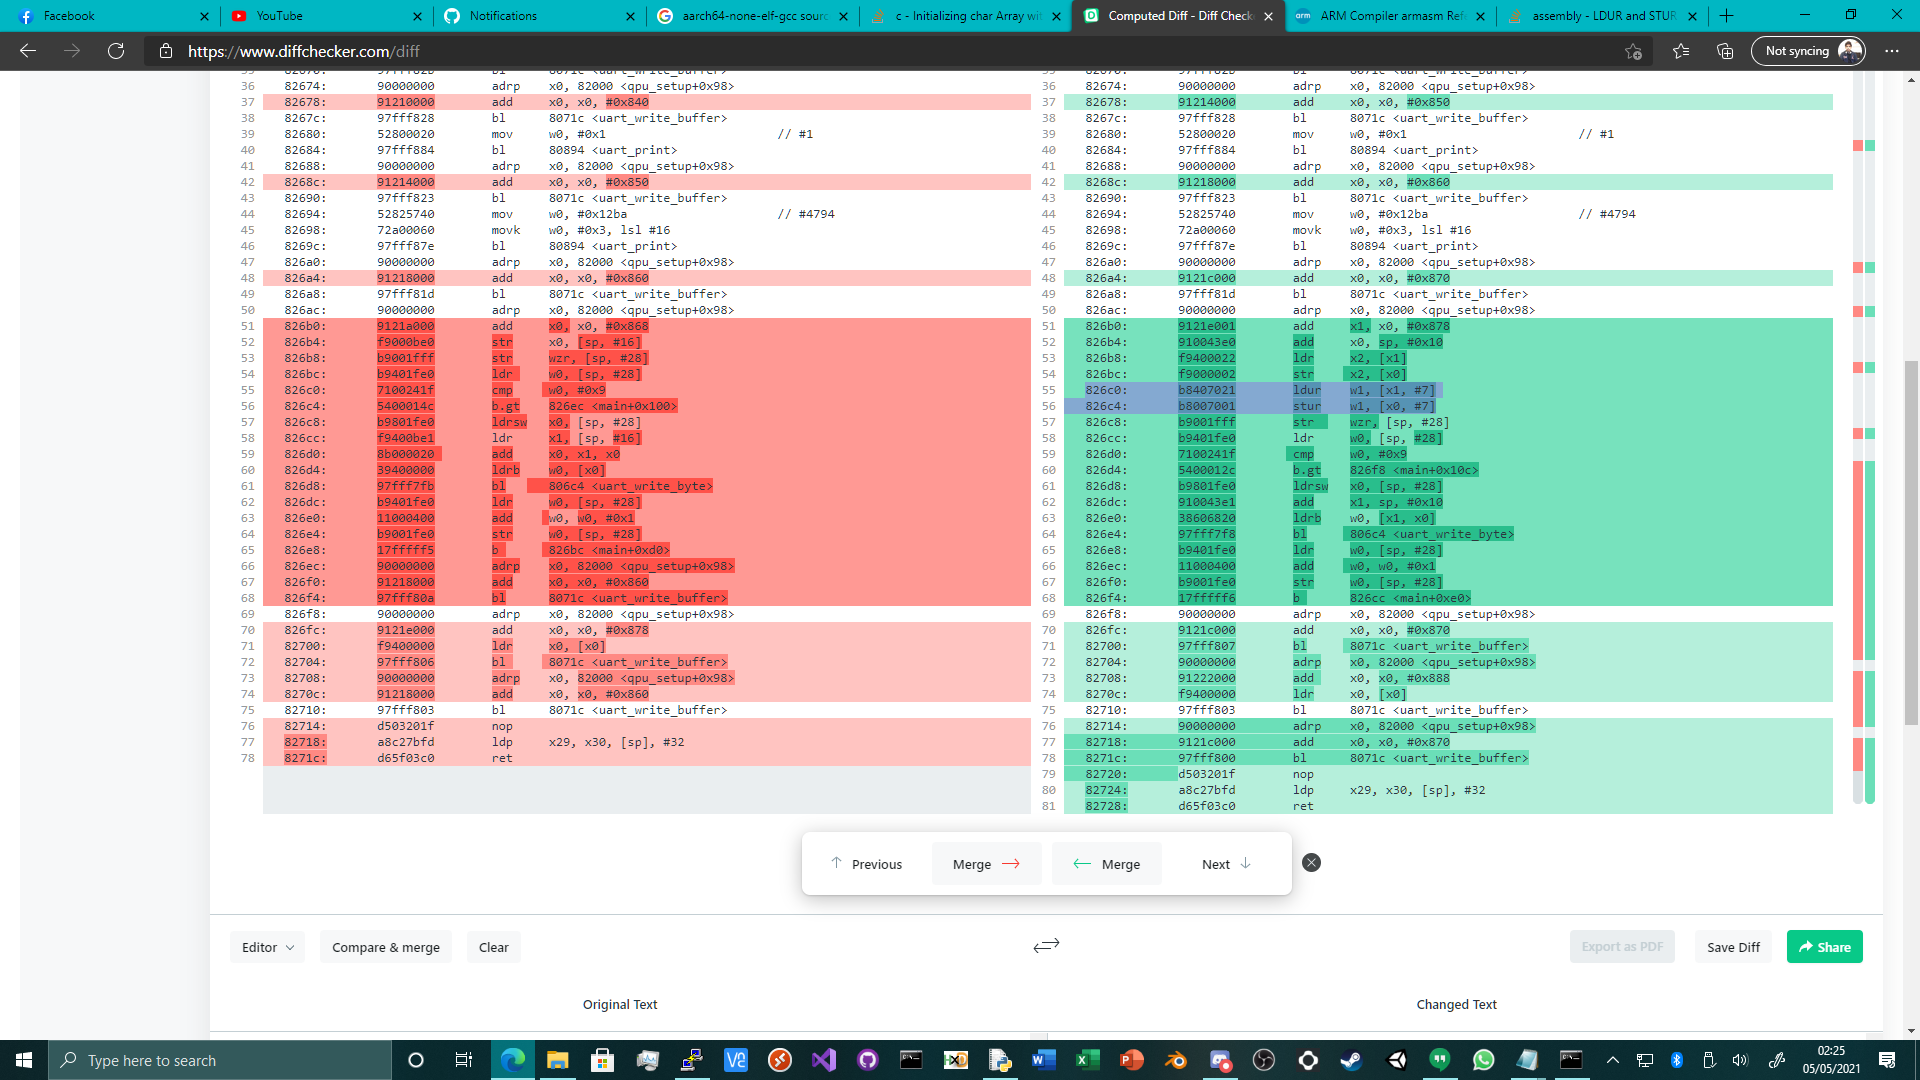 Facebook
YouTube
Notifications
aarch64-none-elf-gcc sourc
c - Initializing char Array wit
Computed Diff - Diff Check
ARM Compiler armasm Ref
assembly - LDUR and STUR
https://www.diffchecker.com/diff
Not syncing
35 82670: 97fff82b bl 8071c <uart_write_buffer> 35 82670: 97fff82b bl 8071c <uart_write_buffer>
36 82674: 90000000 adrp x0, 82000 <qpu_setup+0x98> 36 82674: 90000000 adrp x0, 82000 <qpu_setup+0x98>
37 82678: 91210000 add x0, x0, #0x840 37 82678: 91214000 add x0, x0, #0x850
38 8267c: 97fff828 bl 8071c <uart_write_buffer> 38 8267c: 97fff828 bl 8071c <uart_write_buffer>
39 82680: 52800020 mov w0, #0x1 // #1 39 82680: 52800020 mov w0, #0x1 // #1
40 82684: 97fff884 bl 80894 <uart_print> 40 82684: 97fff884 bl 80894 <uart_print>
41 82688: 90000000 adrp x0, 82000 <qpu_setup+0x98> 41 82688: 90000000 adrp x0, 82000 <qpu_setup+0x98>
42 8268c: 91214000 add x0, x0, #0x850 42 8268c: 91218000 add x0, x0, #0x860
43 82690: 97fff823 bl 8071c <uart_write_buffer> 43 82690: 97fff823 bl 8071c <uart_write_buffer>
44 82694: 52825740 mov w0, #0x12ba // #4794 44 82694: 52825740 mov w0, #0x12ba // #4794
45 82698: 72a00060 movk w0, #0x3, lsl #16 45 82698: 72a00060 movk w0, #0x3, lsl #16
46 8269c: 97fff87e bl 80894 <uart_print> 46 8269c: 97fff87e bl 80894 <uart_print>
47 826a0: 90000000 adrp x0, 82000 <qpu_setup+0x98> 47 826a0: 90000000 adrp x0, 82000 <qpu_setup+0x98>
48 826a4: 91218000 add x0, x0, #0x860 48 826a4: 9121c000 add x0, x0, #0x870
49 826a8: 97fff81d bl 8071c <uart_write_buffer> 49 826a8: 97fff81d bl 8071c <uart_write_buffer>
50 826ac: 90000000 adrp x0, 82000 <qpu_setup+0x98> 50 826ac: 90000000 adrp x0, 82000 <qpu_setup+0x98>
51 826b0: 9121a000 add x0, x0, #0x868 51 826b0: 9121e001 add x1, x0, #0x878
52 826b4: f9000be0 str x0, [sp, #16] 52 826b4: 910043e0 add x0, sp, #0x10
53 826b8: b9001fff str wzr, [sp, #28] 53 826b8: f9400022 ldr x2, [x1]
54 826bc: b9401fe0 ldr w0, [sp, #28] 54 826bc: f9000002 str x2, [x0]
55 826c0: 7100241f cmp w0, #0x9 55 826c0: b8407021 ldur w1, [x1, #7]
56 826c4: 5400014c b.gt 826ec <main+0x100> 56 826c4: b8007001 stur w1, [x0, #7]
57 826c8: b9801fe0 ldrsw x0, [sp, #28] 57 826c8: b9001fff str wzr, [sp, #28]
58 826cc: f9400be1 ldr x1, [sp, #16] 58 826cc: b9401fe0 ldr w0, [sp, #28]
59 826d0: 8b000020 add x0, x1, x0 59 826d0: 7100241f cmp w0, #0x9
60 826d4: 39400000 ldrb w0, [x0] 60 826d4: 5400012c b.gt 826f8 <main+0x10c>
61 826d8: 97fff7fb bl 806c4 <uart_write_byte> 61 826d8: b9801fe0 ldrsw x0, [sp, #28]
62 826dc: b9401fe0 ldr w0, [sp, #28] 62 826dc: 910043e1 add x1, sp, #0x10
63 826e0: 11000400 add w0, w0, #0x1 63 826e0: 38606820 ldrb w0, [x1, x0]
64 826e4: b9001fe0 str w0, [sp, #28] 64 826e4: 97fff7f8 bl 806c4 <uart_write_byte>
65 826e8: 17fffff5 b 826bc <main+0xd0> 65 826e8: b9401fe0 ldr w0, [sp, #28]
66 826ec: 90000000 adrp x0, 82000 <qpu_setup+0x98> 66 826ec: 11000400 add w0, w0, #0x1
67 826f0: 91218000 add x0, x0, #0x860 67 826f0: b9001fe0 str w0, [sp, #28]
68 826f4: 97fff80a bl 8071c <uart_write_buffer> 68 826f4: 17fffff6 b 826cc <main+0xe0>
69 826f8: 90000000 adrp x0, 82000 <qpu_setup+0x98> 69 826f8: 90000000 adrp x0, 82000 <qpu_setup+0x98>
70 826fc: 9121e000 add x0, x0, #0x878 70 826fc: 9121c000 add x0, x0, #0x870
71 82700: f9400000 ldr x0, [x0] 71 82700: 97fff807 bl 8071c <uart_write_buffer>
72 82704: 97fff806 bl 8071c <uart_write_buffer> 72 82704: 90000000 adrp x0, 82000 <qpu_setup+0x98>
73 82708: 90000000 adrp x0, 82000 <qpu_setup+0x98> 73 82708: 91222000 add x0, x0, #0x888
74 8270c: 91218000 add x0, x0, #0x860 74 8270c: f9400000 ldr x0, [x0]
75 82710: 97fff803 bl 8071c <uart_write_buffer> 75 82710: 97fff803 bl 8071c <uart_write_buffer>
76 82714: d503201f nop 76 82714: 90000000 adrp x0, 82000 <qpu_setup+0x98>
77 82718: a8c27bfd ldp x29, x30, [sp], #32 77 82718: 9121c000 add x0, x0, #0x870
78 8271c: d65f03c0 ret 78 8271c: 97fff800 bl 8071c <uart_write_buffer>
79 82720: d503201f nop
80 82724: a8c27bfd ldp x29, x30, [sp], #32
81 82728: d65f03c0 ret
Previous Merge Merge Next
Editor Compare & merge Clear Export as PDF Save Diff Share
Original Text Changed Text
Type here to search
02:25
05/05/2021